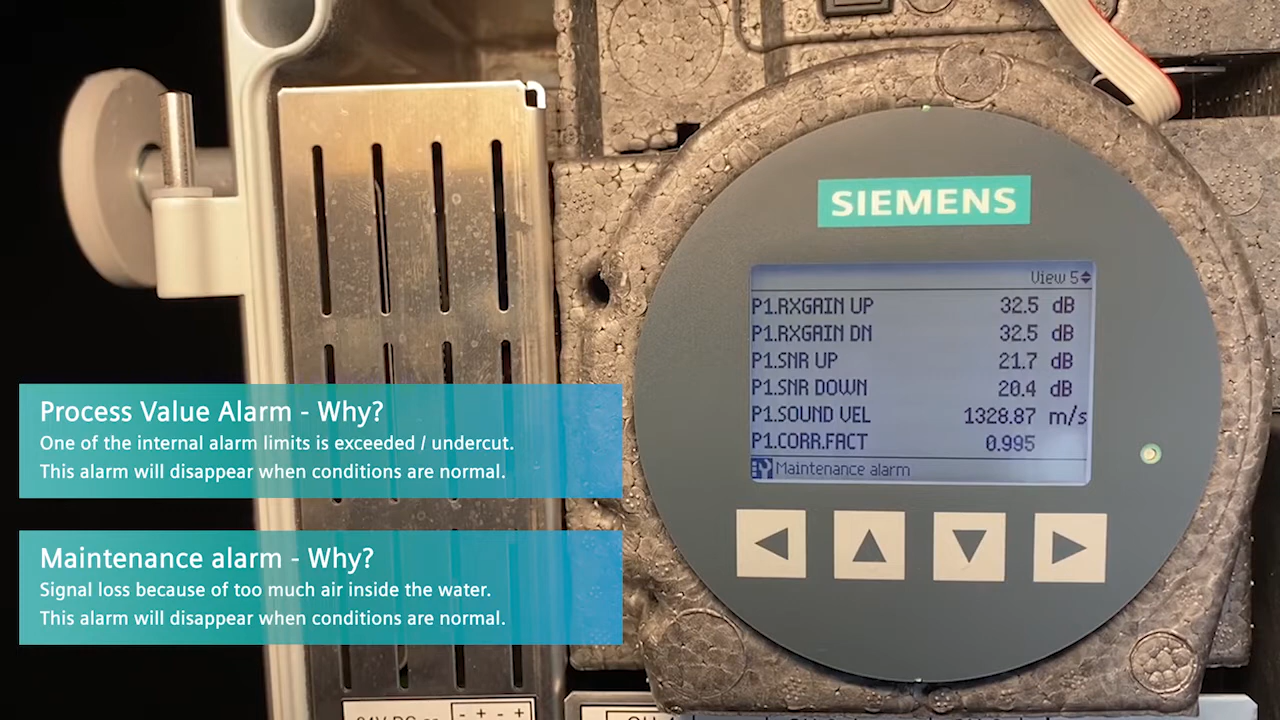 SIEMENS
View 5
P1.RXGAIN UP 32.5 dB
P1.RXGAIN DN 32.5 dB
P1.SNR UP 21.7 dB
P1.SNR DOWN 20.4 dB
P1.SOUND VEL 1328.87 m/s
P1.CORR.FACT 0.995
Maintenance alarm
Process Value Alarm - Why?
One of the internal alarm limits is exceeded / undercut.
This alarm will disappear when conditions are normal.
Maintenance alarm - Why?
Signal loss because of too much air inside the water.
This alarm will disappear when conditions are normal.
- + - +